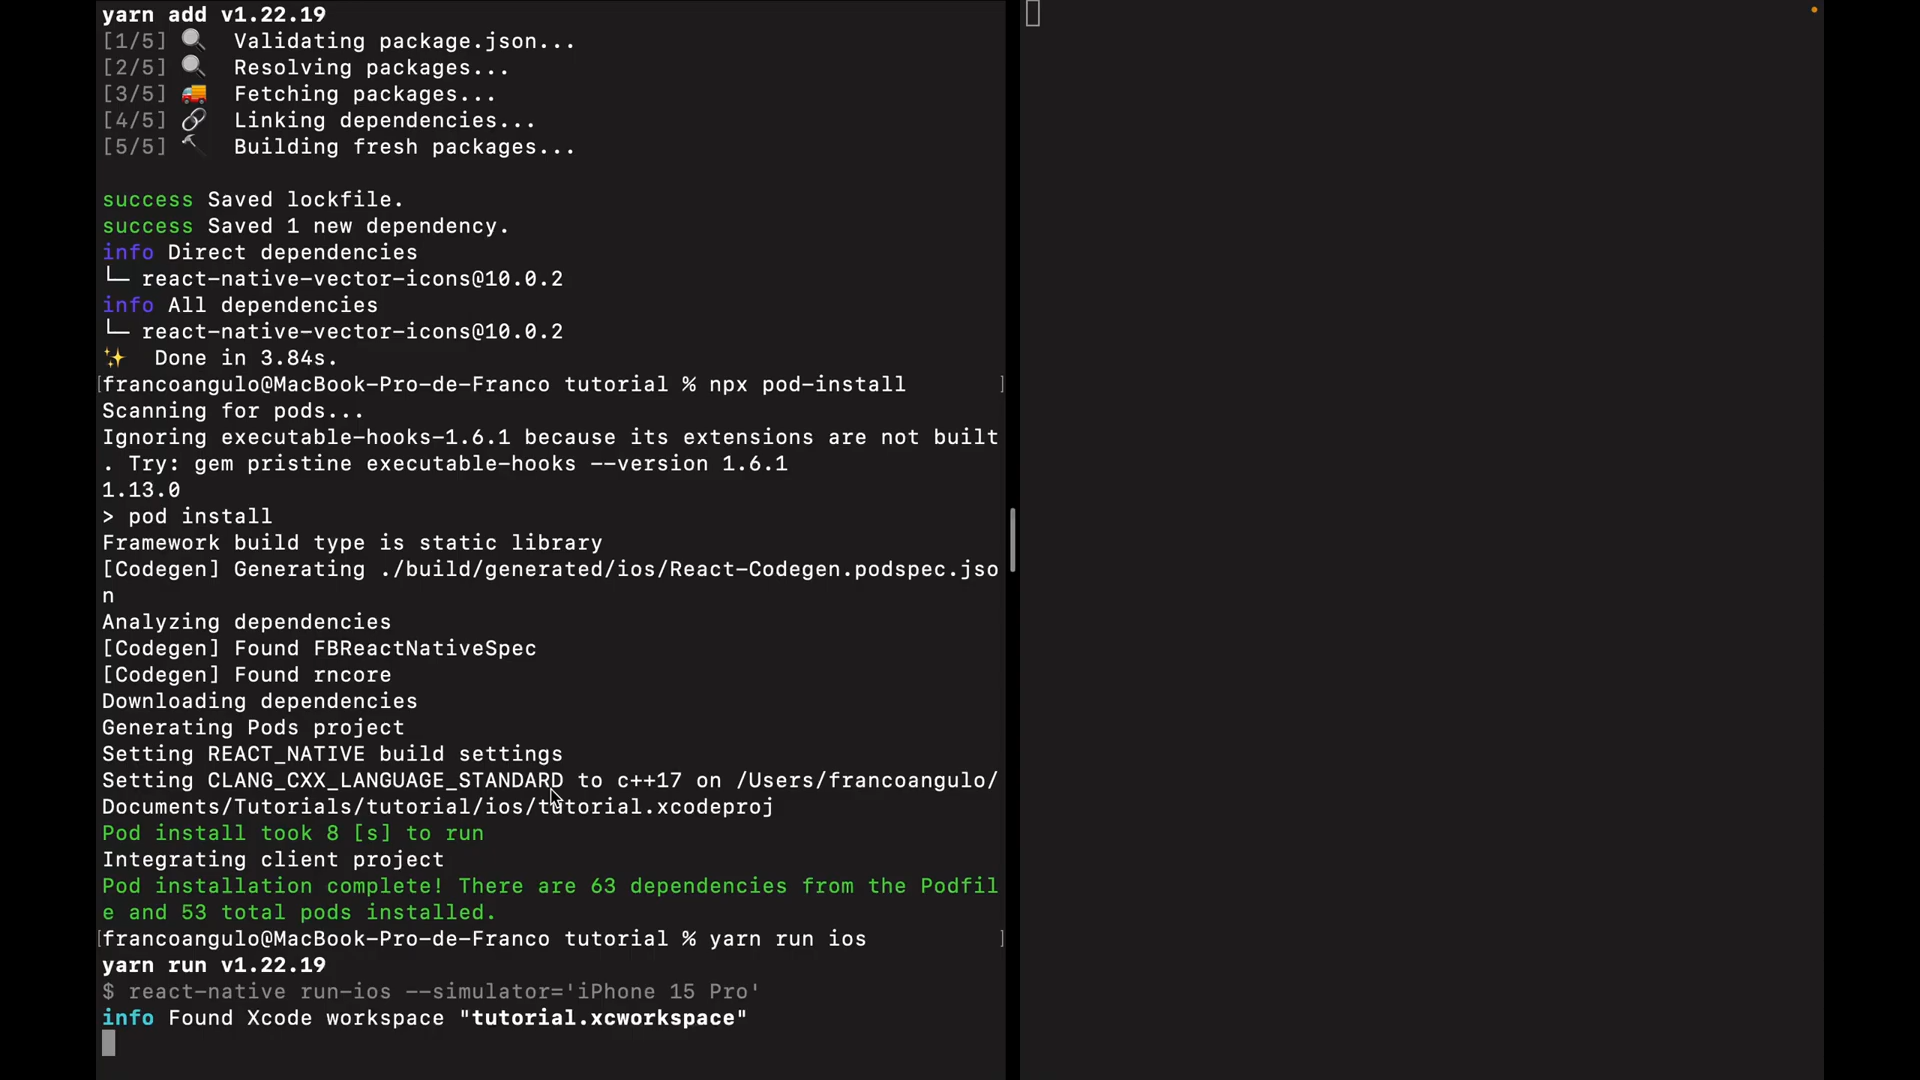 yarn add v1.22.19
[1/5] 🔍  Validating package.json...
[2/5] 🔍  Resolving packages...
[3/5] 🚚  Fetching packages...
[4/5] 🔗  Linking dependencies...
[5/5] 🔨  Building fresh packages...
success Saved lockfile.
success Saved 1 new dependency.
info Direct dependencies
└─ react-native-vector-icons@10.0.2
info All dependencies
└─ react-native-vector-icons@10.0.2
✨  Done in 3.84s.
[francoangulo@MacBook-Pro-de-Franco tutorial % npx pod-install ]
Scanning for pods...
Ignoring executable-hooks-1.6.1 because its extensions are not built
. Try: gem pristine executable-hooks --version 1.6.1
1.13.0
> pod install
Framework build type is static library
[Codegen] Generating ./build/generated/ios/React-Codegen.podspec.jso
n
Analyzing dependencies
[Codegen] Found FBReactNativeSpec
[Codegen] Found rncore
Downloading dependencies
Generating Pods project
Setting REACT_NATIVE build settings
Setting CLANG_CXX_LANGUAGE_STANDARD to c++17 on /Users/francoangulo/
Documents/Tutorials/tutorial/ios/tutorial.xcodeproj
Pod install took 8 [s] to run
Integrating client project
Pod installation complete! There are 63 dependencies from the Podfil
e and 53 total pods installed.
[francoangulo@MacBook-Pro-de-Franco tutorial % yarn run ios ]
yarn run v1.22.19
$ react-native run-ios --simulator='iPhone 15 Pro'
info Found Xcode workspace "tutorial.xcworkspace"